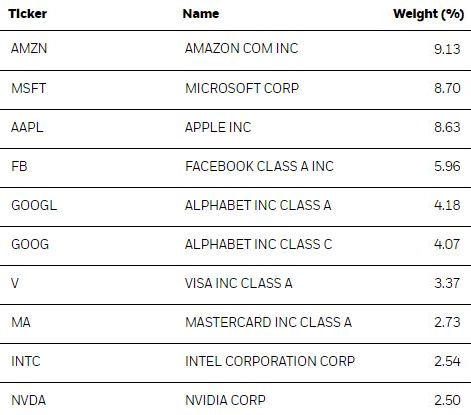 Ticker Name Weight (%)
AMZN AMAZON COM INC 9.13
MSFT MICROSOFT CORP 8.70
AAPL APPLE INC 8.63
FB FACEBOOK CLASS A INC 5.96
GOOGL ALPHABET INC CLASS A 4.18
GOOG ALPHABET INC CLASS C 4.07
V VISA INC CLASS A 3.37
MA MASTERCARD INC CLASS A 2.73
INTC INTEL CORPORATION CORP 2.54
NVDA NVIDIA CORP 2.50